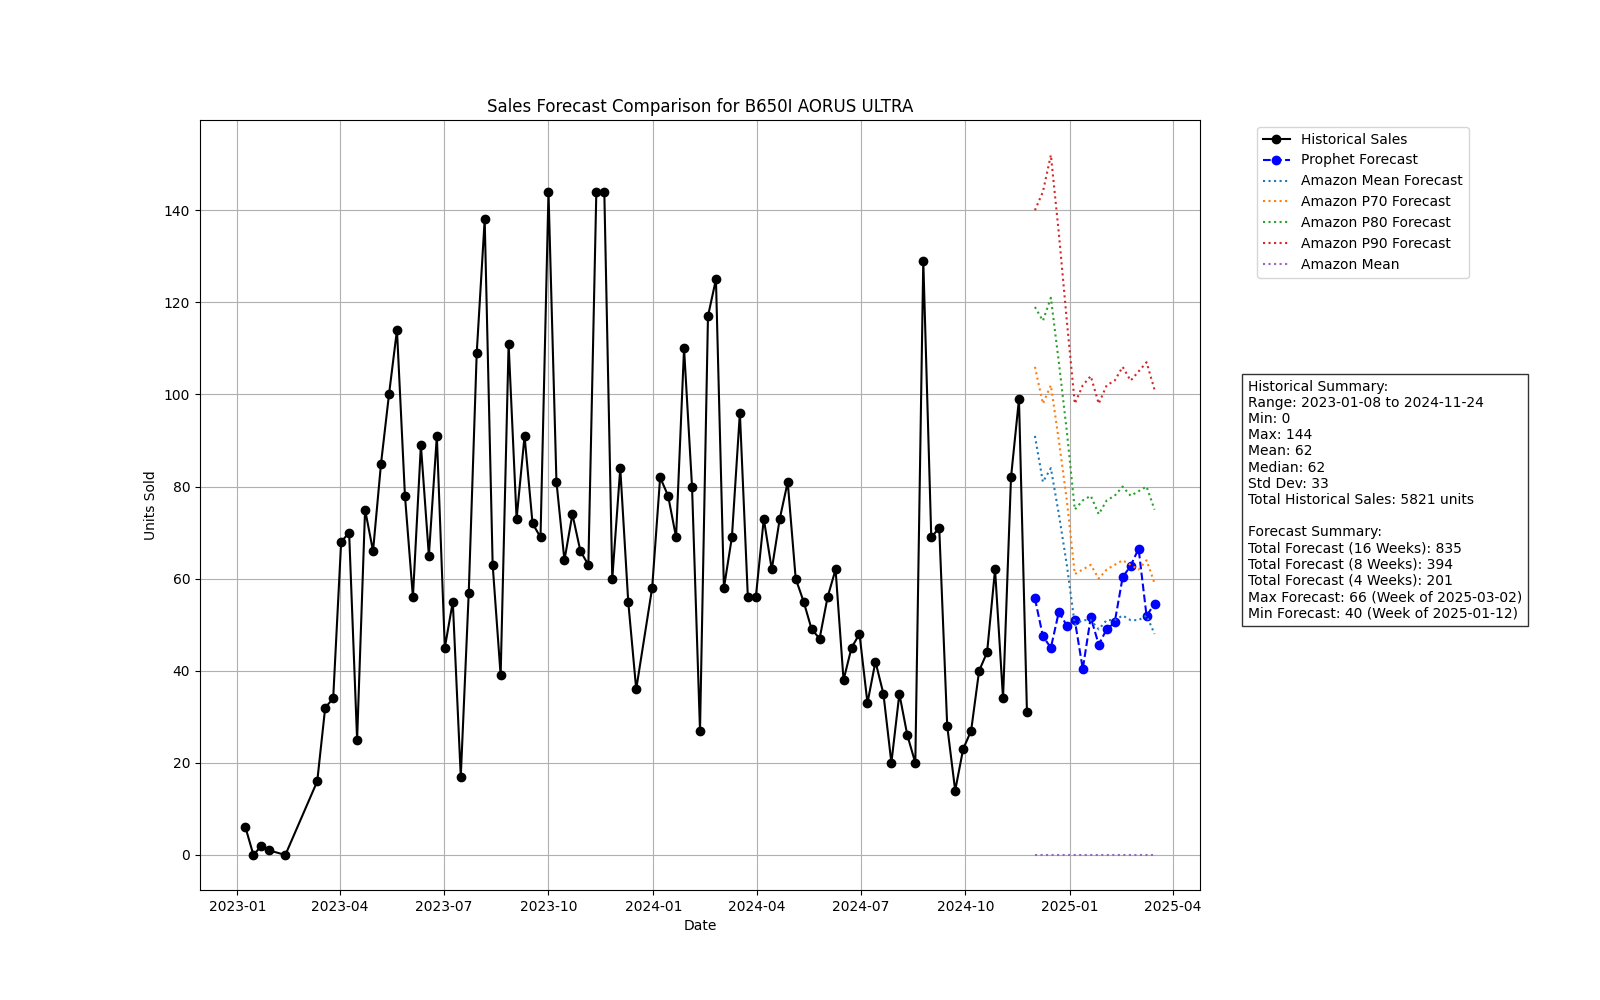 Sales Forecast Comparison for B650I AORUS ULTRA
Units Sold
140
120
100
80
60
40
20
0
2023-01
2023-04
2023-07
2023-10
2024-01
2024-04
2024-07
2024-10
2025-01
2025-04
Date
Historical Sales
Prophet Forecast
Amazon Mean Forecast
Amazon P70 Forecast
Amazon P80 Forecast
Amazon P90 Forecast
Amazon Mean
Historical Summary:
Range: 2023-01-08 to 2024-11-24
Min: 0
Max: 144
Mean: 62
Median: 62
Std Dev: 33
Total Historical Sales: 5821 units
Forecast Summary:
Total Forecast (16 Weeks): 835
Total Forecast (8 Weeks): 394
Total Forecast (4 Weeks): 201
Max Forecast: 66 (Week of 2025-03-02)
Min Forecast: 40 (Week of 2025-01-12)